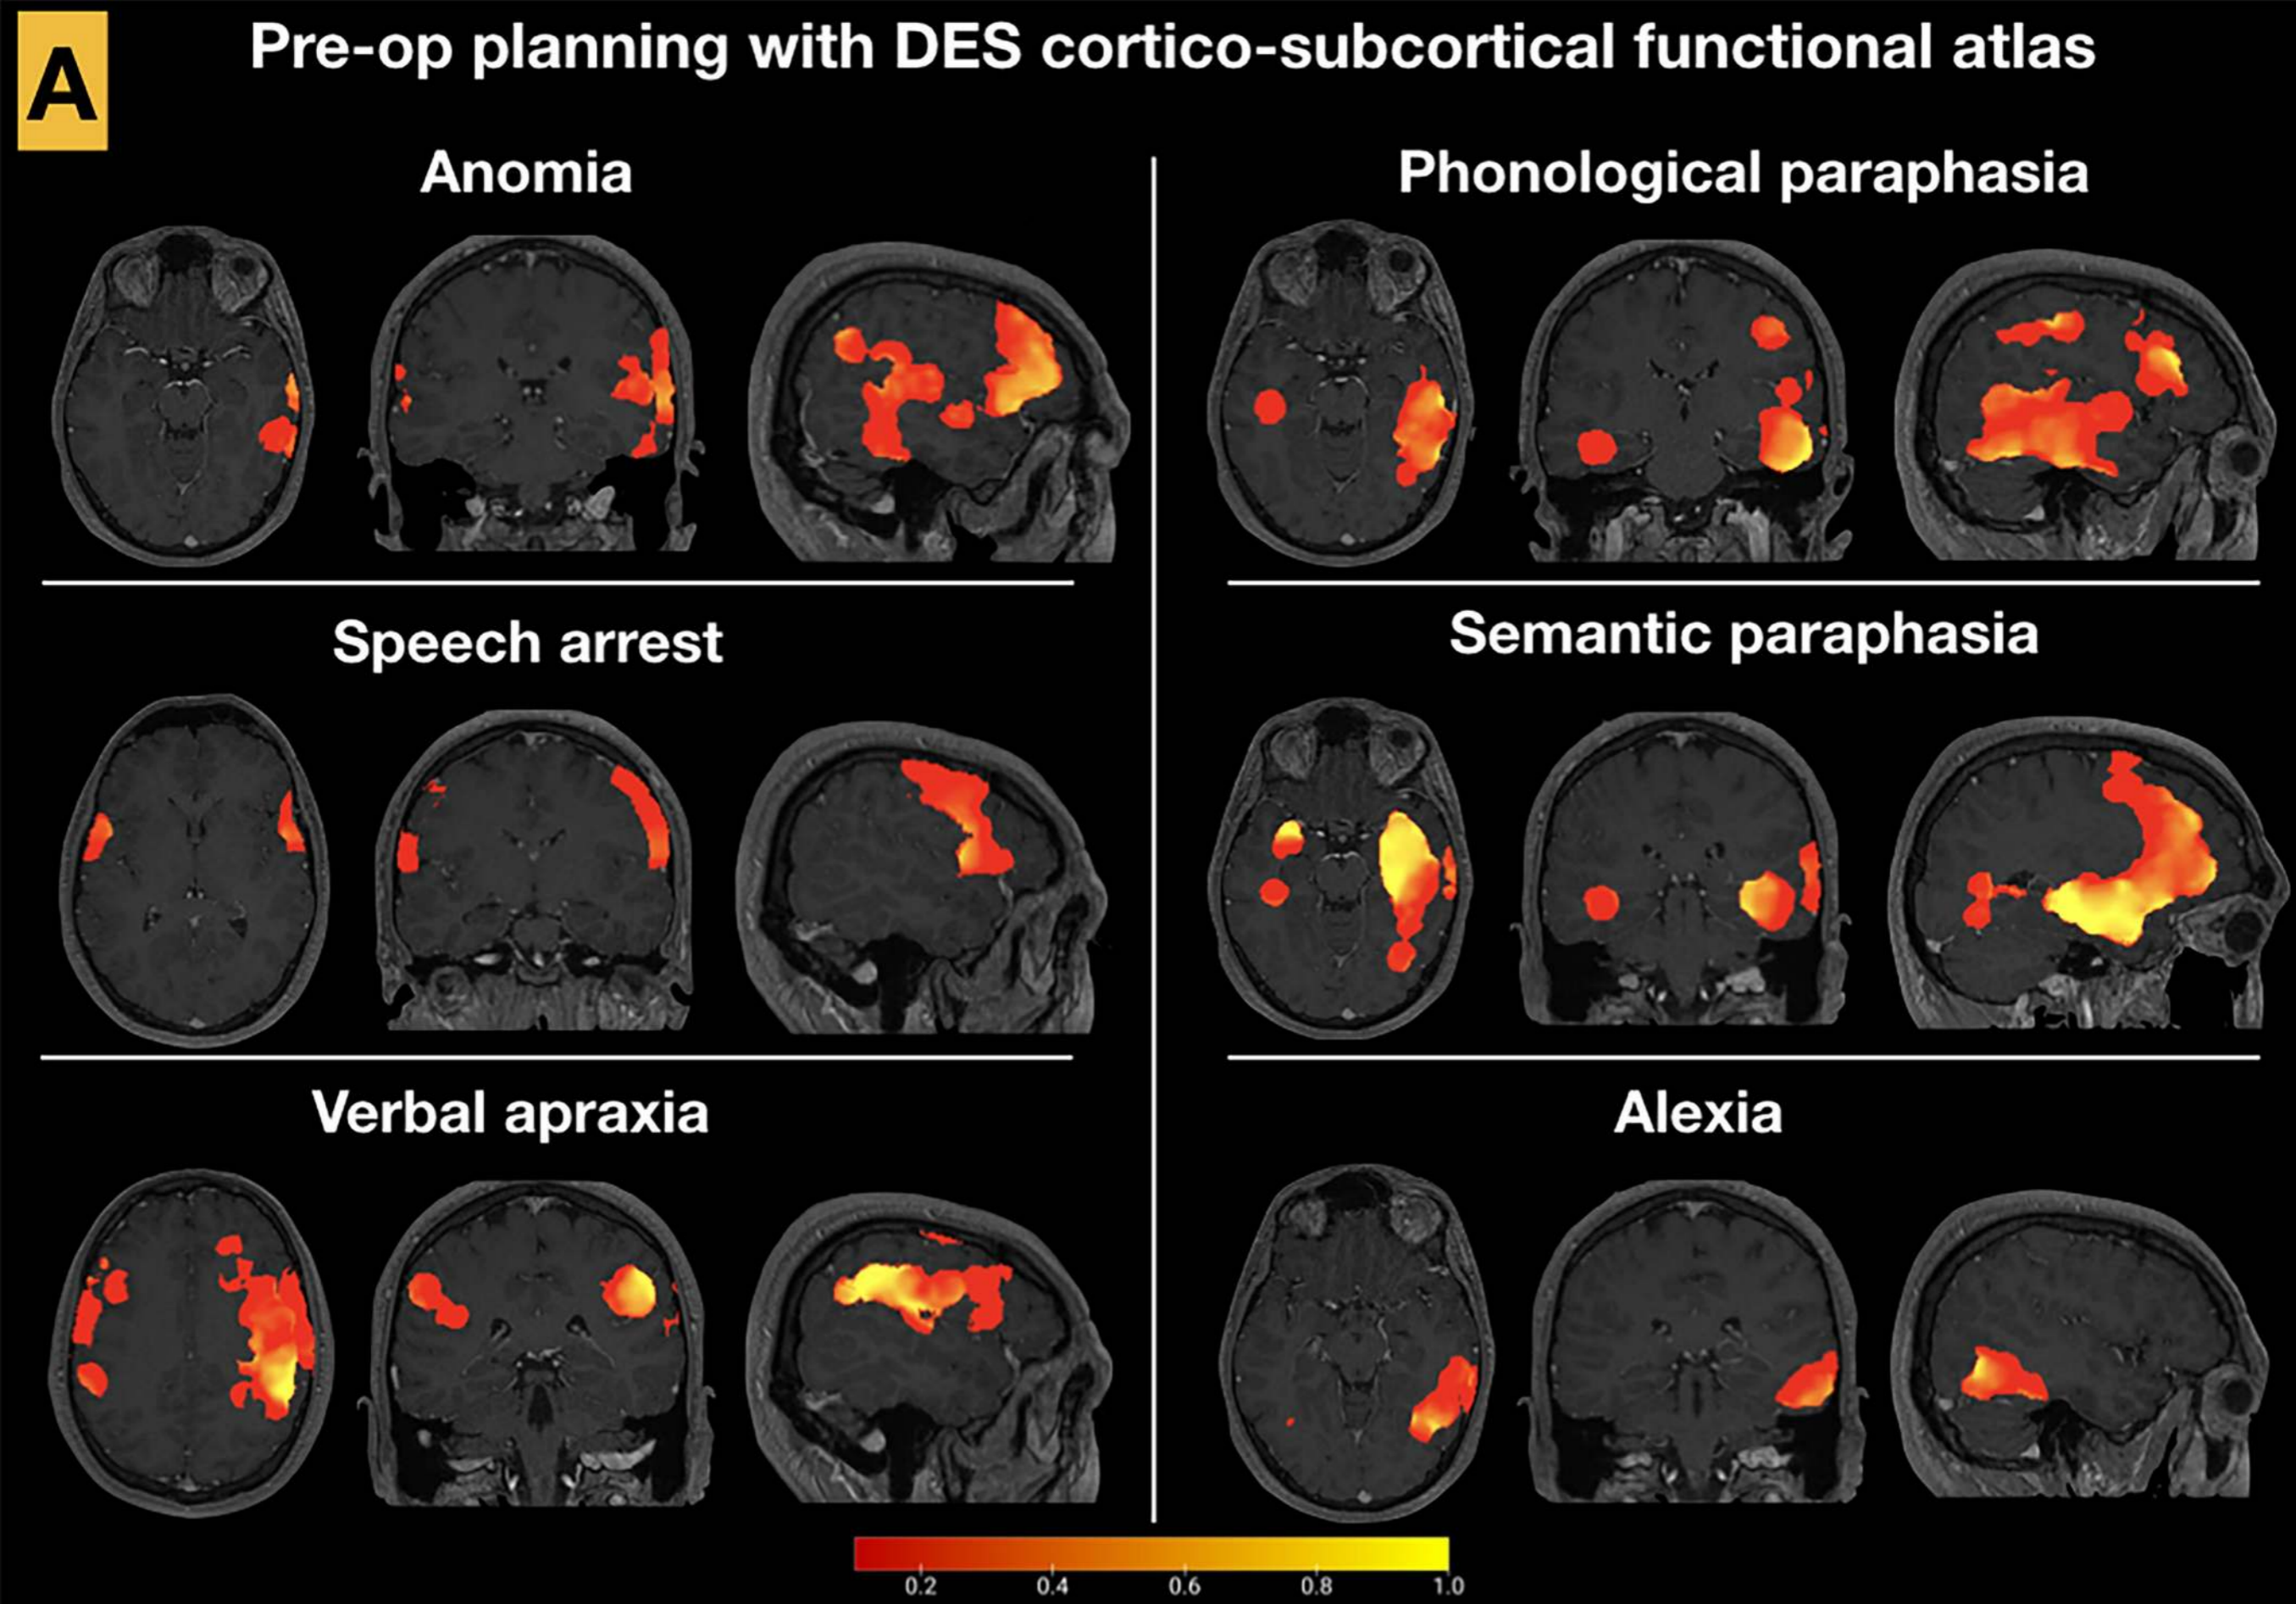 A
Pre-op planning with DES cortico-subcortical functional atlas
Anomia
Phonological paraphasia
Speech arrest
Semantic paraphasia
Verbal apraxia
Alexia
0.2 0.4 0.6 0.8 1.0